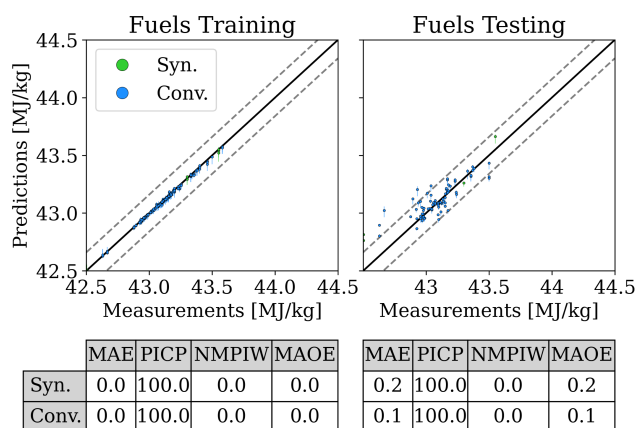 Fuels Training Fuels Testing
44.5
44.0
43.5
43.0
42.5
Predictions [MJ/kg]
Syn.
Conv.
42.5 43.0 43.5 44.0 44.5 43 43.5 44 44.5
Measurements [MJ/kg] Measurements [MJ/kg]
MAE PICP NMPIW MAOE MAE PICP NMPIW MAOE
Syn. 0.0 100.0 0.0 0.0 0.2 100.0 0.0 0.2
Conv. 0.0 100.0 0.0 0.0 0.1 100.0 0.0 0.1